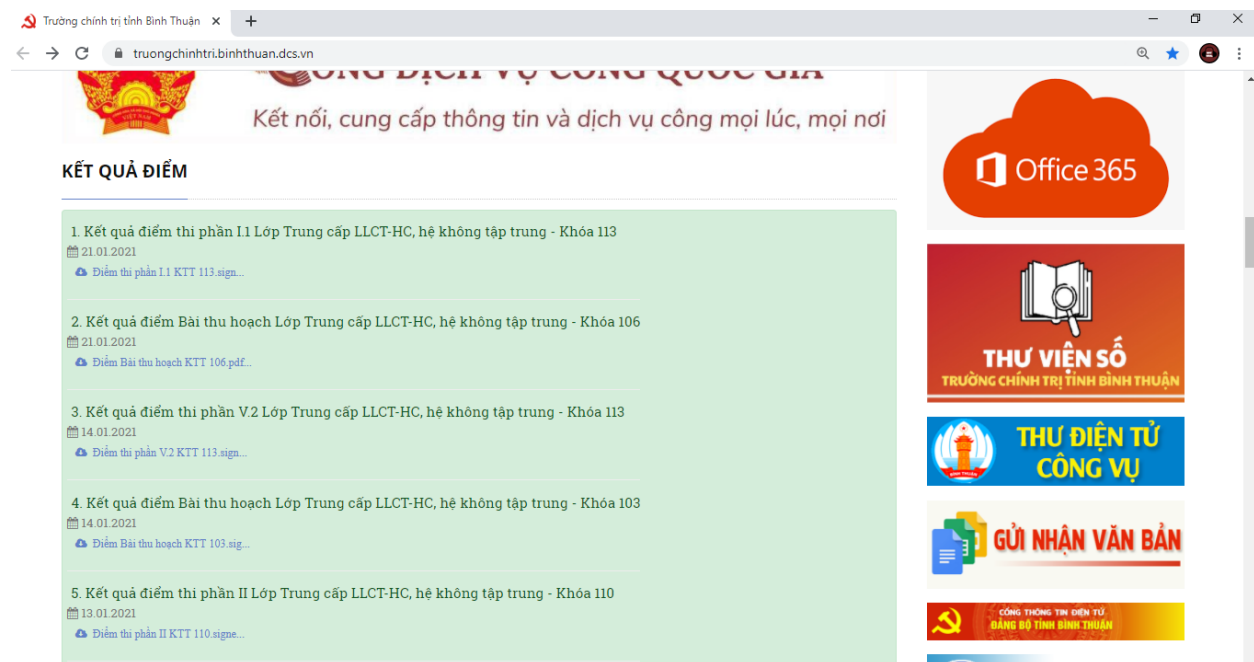 Trường chính trị tỉnh Bình Thuận
truongchinhtri.binhthuan.dcs.vn
CỔNG DỊCH VỤ CÔNG QUỐC GIA
Kết nối, cung cấp thông tin và dịch vụ công mọi lúc, mọi nơi
KẾT QUẢ ĐIỂM
1. Kết quả điểm thi phần I.1 Lớp Trung cấp LLCT-HC, hệ không tập trung - Khóa 113
21.01.2021
Điểm thi phần I.1 KTT 113.sign...
2. Kết quả điểm Bài thu hoạch Lớp Trung cấp LLCT-HC, hệ không tập trung - Khóa 106
21.01.2021
Điểm Bài thu hoạch KTT 106.pdf...
3. Kết quả điểm thi phần V.2 Lớp Trung cấp LLCT-HC, hệ không tập trung - Khóa 113
14.01.2021
Điểm thi phần V.2 KTT 113.sign...
4. Kết quả điểm Bài thu hoạch Lớp Trung cấp LLCT-HC, hệ không tập trung - Khóa 103
14.01.2021
Điểm Bài thu hoạch KTT 103.sig...
5. Kết quả điểm thi phần II Lớp Trung cấp LLCT-HC, hệ không tập trung - Khóa 110
13.01.2021
Điểm thi phần II KTT 110.signe...
Office 365
THƯ VIỆN SỐ
TRƯỜNG CHÍNH TRỊ TỈNH BÌNH THUẬN
THƯ ĐIỆN TỬ
CÔNG VỤ
BÌNH THUẬN
GỬI NHẬN VĂN BẢN
CỔNG THÔNG TIN ĐIỆN TỬ
ĐẢNG BỘ TỈNH BÌNH THUẬN